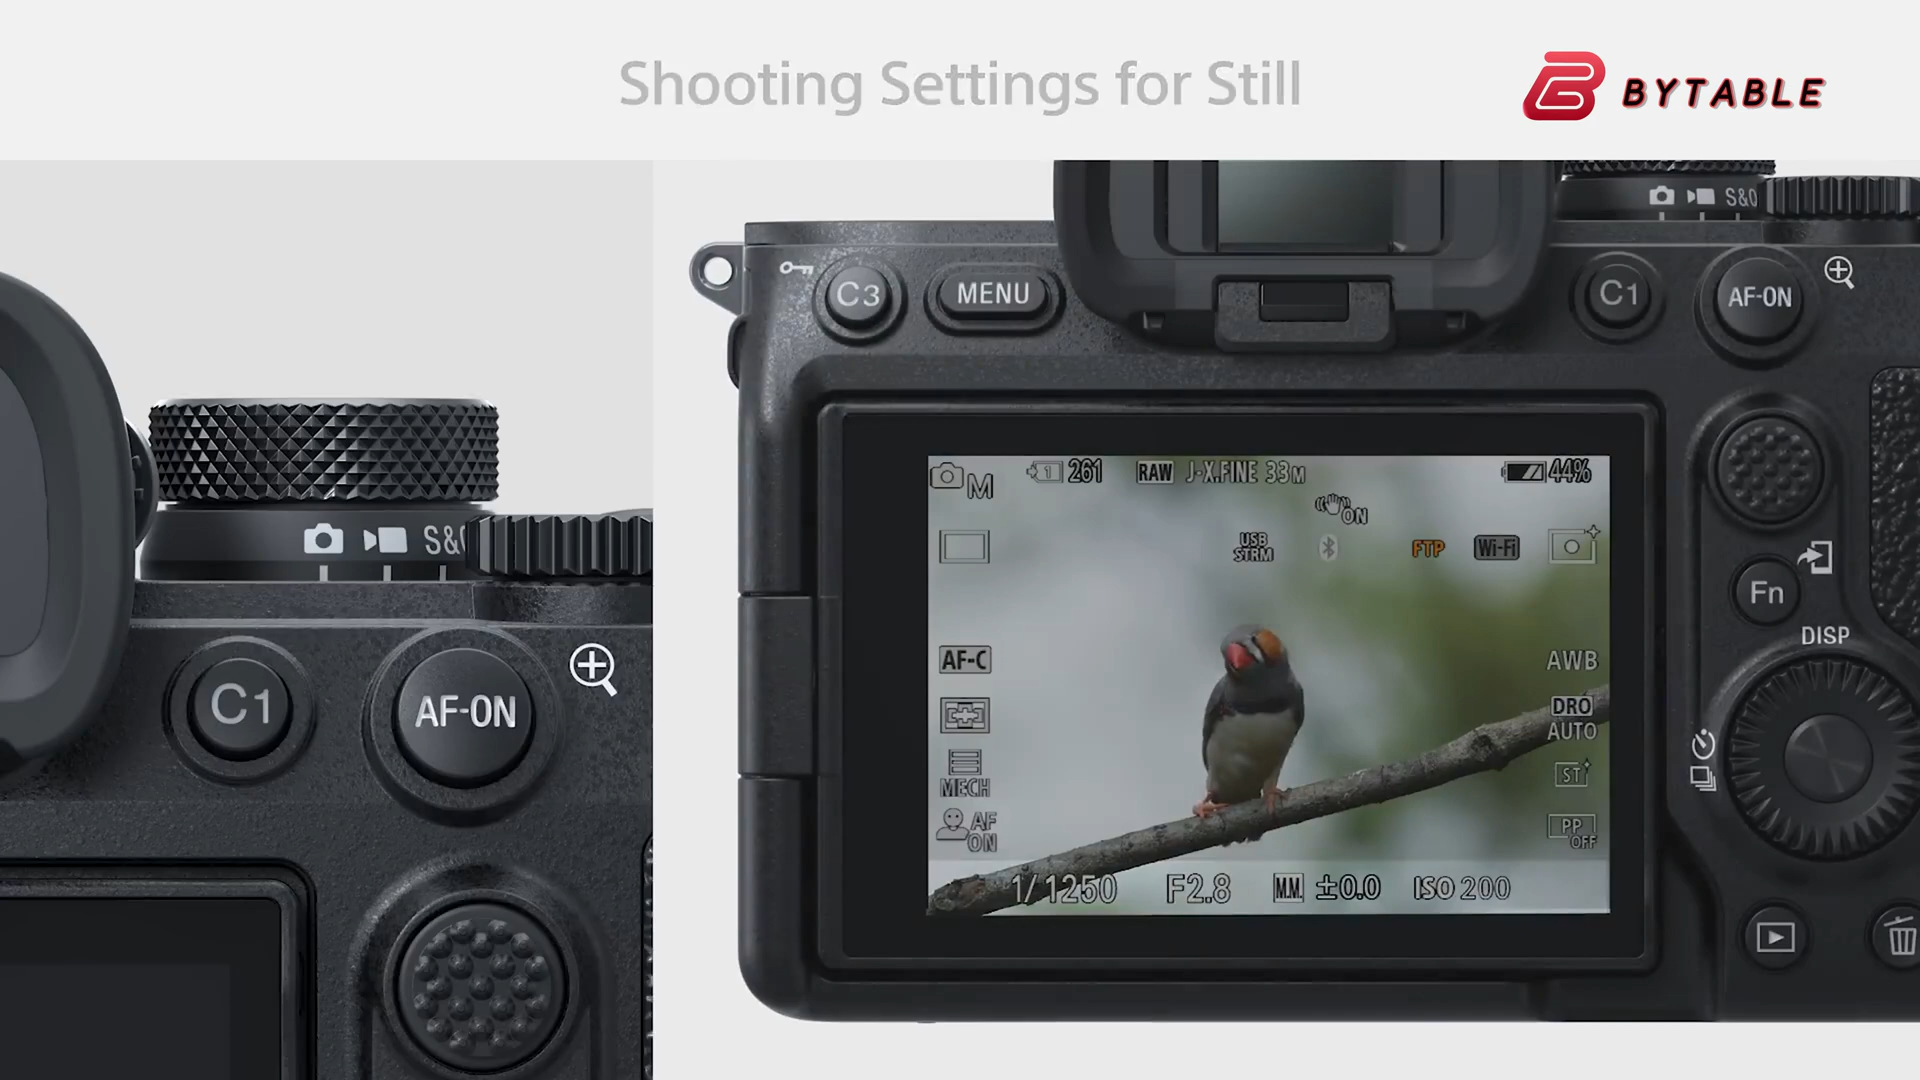 Shooting Settings for Still
BYTABLE
S&
C1
AF-ON
S&Q
C3
MENU
C1
AF-ON
M
1 261
RAW J-X.FINE 33M
44%
ON
USB
STRM
FTP
Wi-Fi
AF-C
MECH
AF
ON
AWB
DRO
AUTO
ST
PP
OFF
1/1250 F2.8 M.M. ±0.0 ISO 200
Fn
DISP